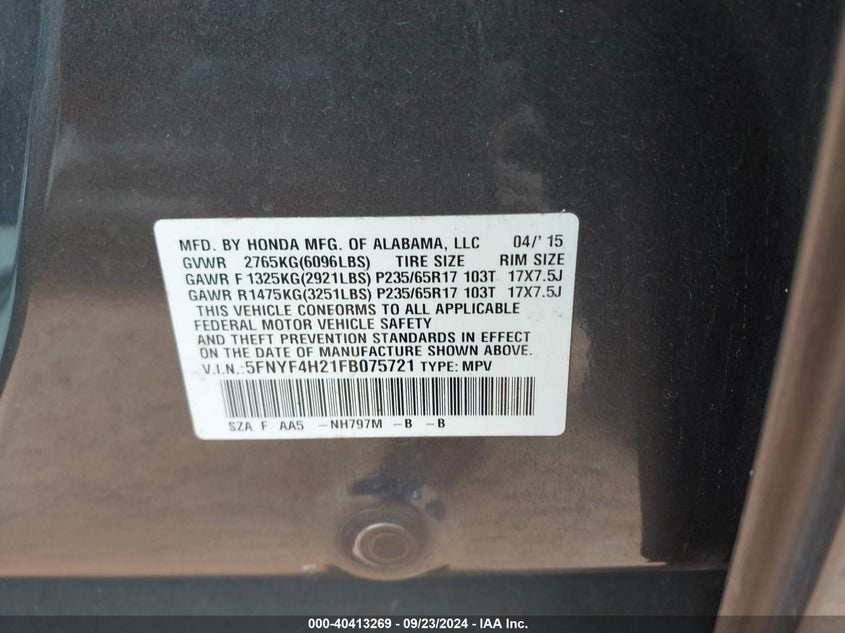 MFD. BY HONDA MFG. OF ALABAMA, LLC 04/'15
GVWR 2765KG(6096LBS) TIRE SIZE RIM SIZE
GAWR F 1325KG(2921LBS) P235/65R17 103T 17X7.5J
GAWR R1475KG(3251LBS) P235/65R17 103T 17X7.5J
THIS VEHICLE CONFORMS TO ALL APPLICABLE
FEDERAL MOTOR VEHICLE SAFETY
AND THEFT PREVENTION STANDARDS IN EFFECT
ON THE DATE OF MANUFACTURE SHOWN ABOVE.
V.I.N.:5FNYF4H21FB075721 TYPE: MPV
SZA F AA5 -NH797M -B -B
000-40413269 - 09/23/2024 - IAA Inc.